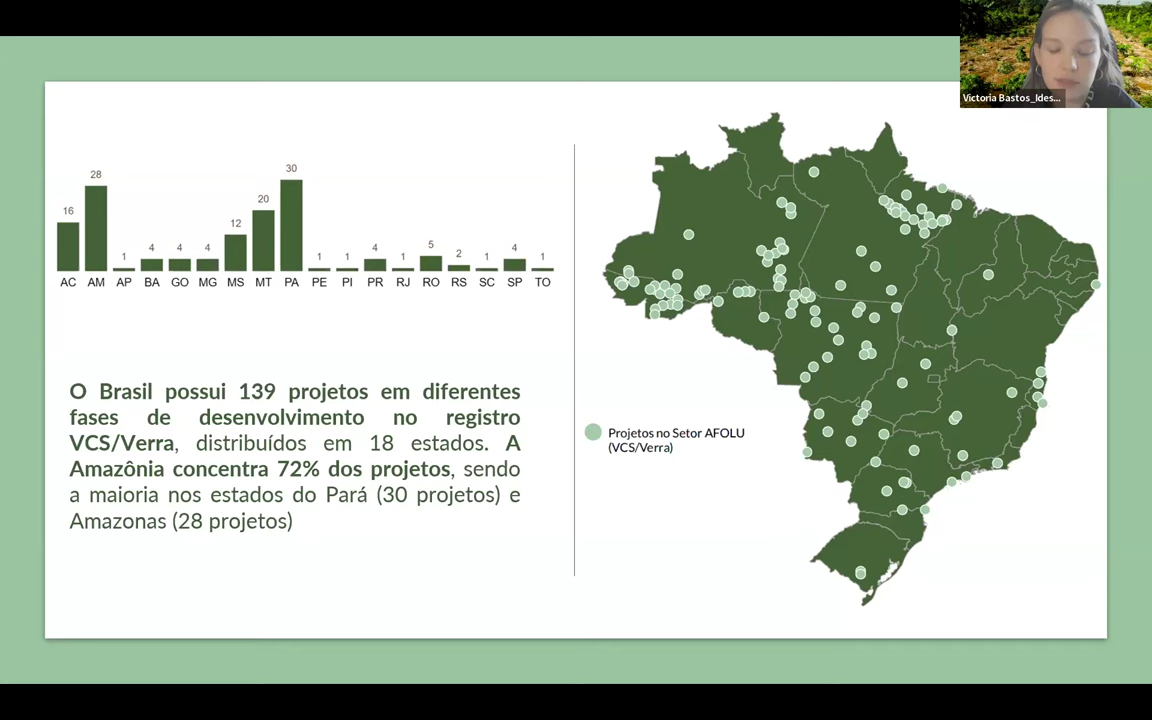 Victoria Bastos_Ides...
30
28
20
16
12
5
4
4
4
4
4
2
1
1
1
1
1
1
AC AM AP BA GO MG MS MT PA PE PI PR RJ RO RS SC SP TO
O Brasil possui 139 projetos em diferentes
fases de desenvolvimento no registro
VCS/Verra, distribuídos em 18 estados. A
Amazônia concentra 72% dos projetos, sendo
a maioria nos estados do Pará (30 projetos) e
Amazonas (28 projetos)
Projetos no Setor AFOLU
(VCS/Verra)